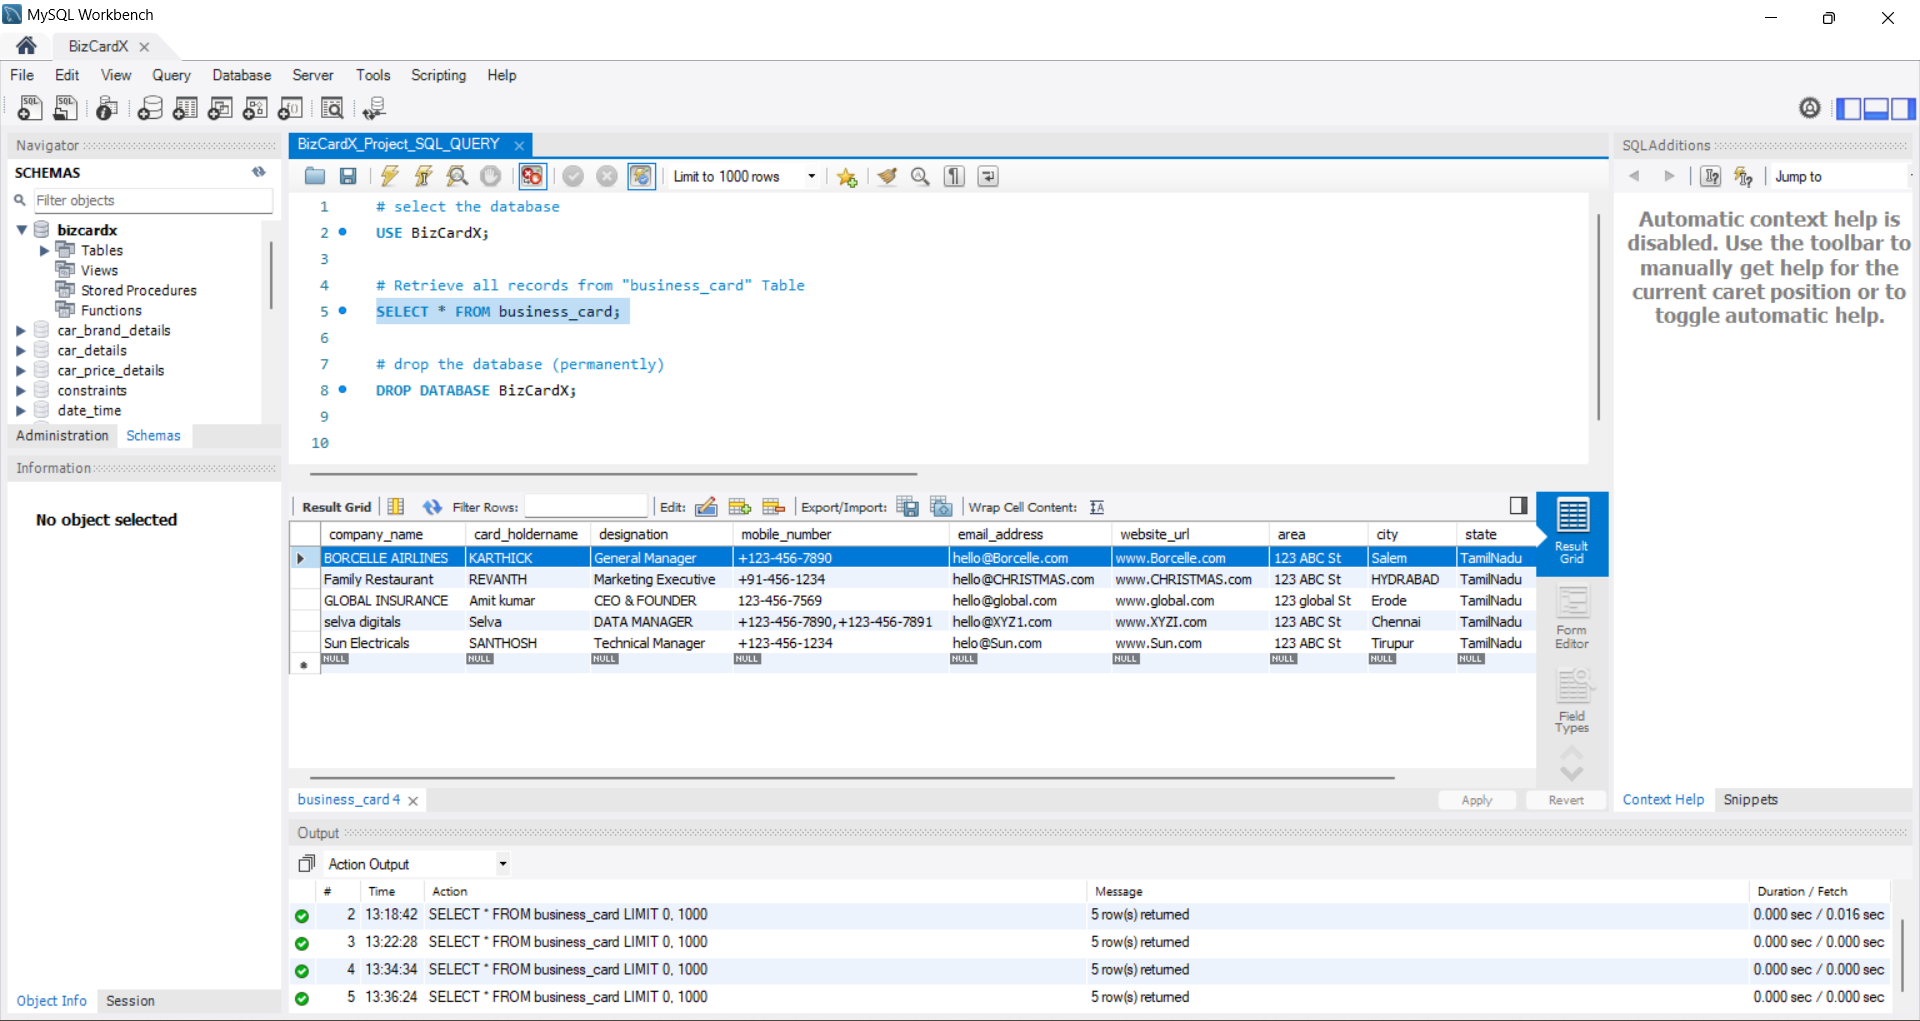 MySQL Workbench
BizCardX
File Edit View Query Database Server Tools Scripting Help
Navigator
SCHEMAS
Filter objects
bizcardx
Tables
Views
Stored Procedures
Functions
car_brand_details
car_details
car_price_details
constraints
date_time
Administration Schemas
Information
No object selected
Object Info Session
BizCardX_Project_SQL_QUERY
Limit to 1000 rows
1 # select the database
2 USE BizCardX;
3
4 # Retrieve all records from "business_card" Table
5 SELECT * FROM business_card;
6
7 # drop the database (permanently)
8 DROP DATABASE BizCardX;
9
10
Result Grid Filter Rows: Edit: Export/Import: Wrap Cell Content:
company_name card_holdername designation mobile_number email_address website_url area city state
BORCELLE AIRLINES KARTHICK General Manager +123-456-7890 hello@Borcelle.com www.Borcelle.com 123 ABC St Salem TamilNadu
Family Restaurant REVANTH Marketing Executive +91-456-1234 hello@CHRISTMAS.com www.CHRISTMAS.com 123 ABC St HYDRABAD TamilNadu
GLOBAL INSURANCE Amit kumar CEO & FOUNDER 123-456-7569 hello@global.com www.global.com 123 global St Erode TamilNadu
selva digitals Selva DATA MANAGER +123-456-7890,+123-456-7891 hello@XYZ1.com www.XYZI.com 123 ABC St Chennai TamilNadu
Sun Electricals SANTHOSH Technical Manager +123-456-1234 helo@Sun.com www.Sun.com 123 ABC St Tirupur TamilNadu
NULL NULL NULL NULL NULL NULL NULL NULL NULL
Result
Grid
Form
Editor
Field
Types
business_card 4
Apply Revert
SQLAdditions
Jump to
Automatic context help is
disabled. Use the toolbar to
manually get help for the
current caret position or to
toggle automatic help.
Context Help Snippets
Output
Action Output
# Time Action Message Duration / Fetch
2 13:18:42 SELECT * FROM business_card LIMIT 0, 1000 5 row(s) returned 0.000 sec / 0.016 sec
3 13:22:28 SELECT * FROM business_card LIMIT 0, 1000 5 row(s) returned 0.000 sec / 0.000 sec
4 13:34:34 SELECT * FROM business_card LIMIT 0, 1000 5 row(s) returned 0.000 sec / 0.000 sec
5 13:36:24 SELECT * FROM business_card LIMIT 0, 1000 5 row(s) returned 0.000 sec / 0.000 sec